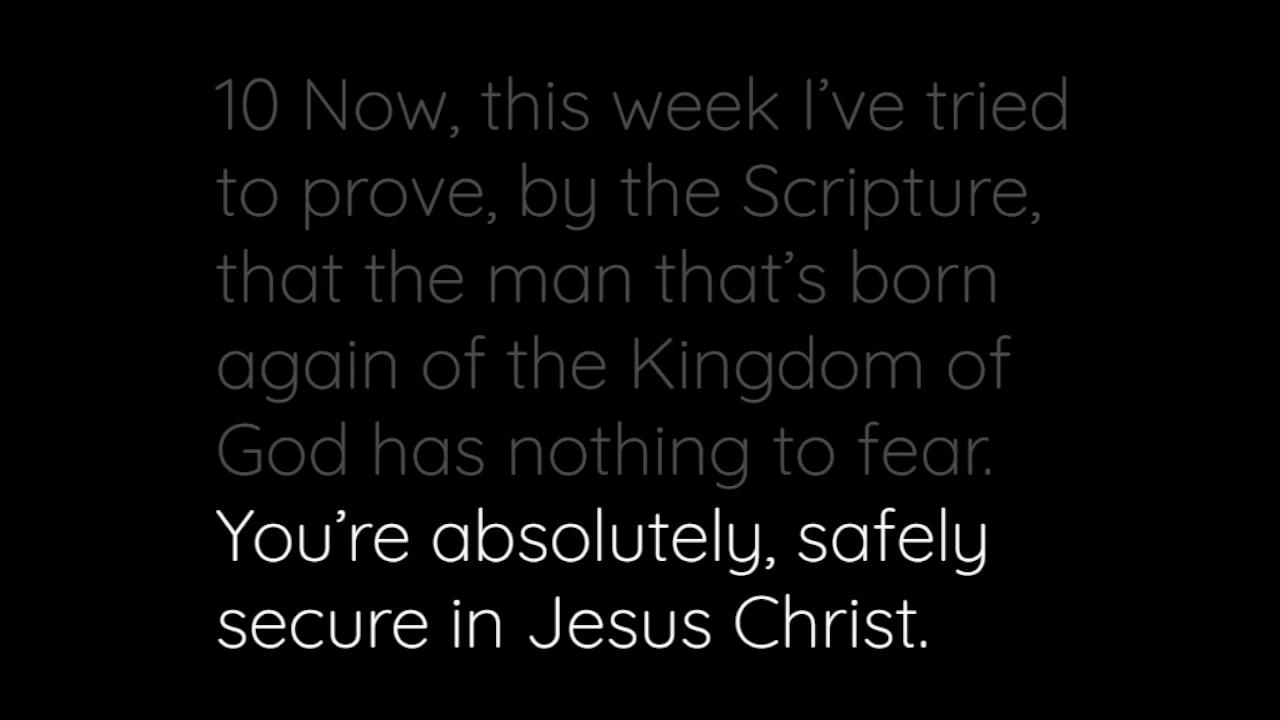 10 Now, this week I’ve tried
to prove, by the Scripture,
that the man that’s born
again of the Kingdom of
God has nothing to fear.
You’re absolutely, safely
secure in Jesus Christ.